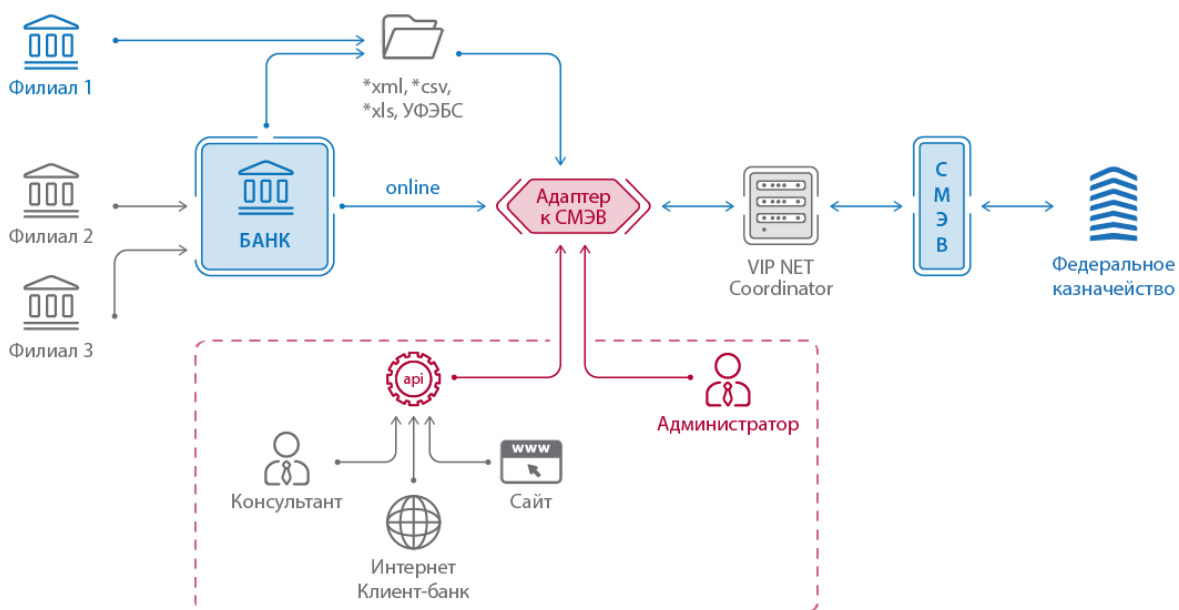 Филиал 1
*xml, *csv,
*xls, УФЭБС
Филиал 2
БАНК
online
Адаптер
к СМЭВ
VIP NET
Coordinator
С
М
Э
В
Федеральное
казначейство
Филиал 3
api
Администратор
Консультант
www
Сайт
Интернет
Клиент-банк